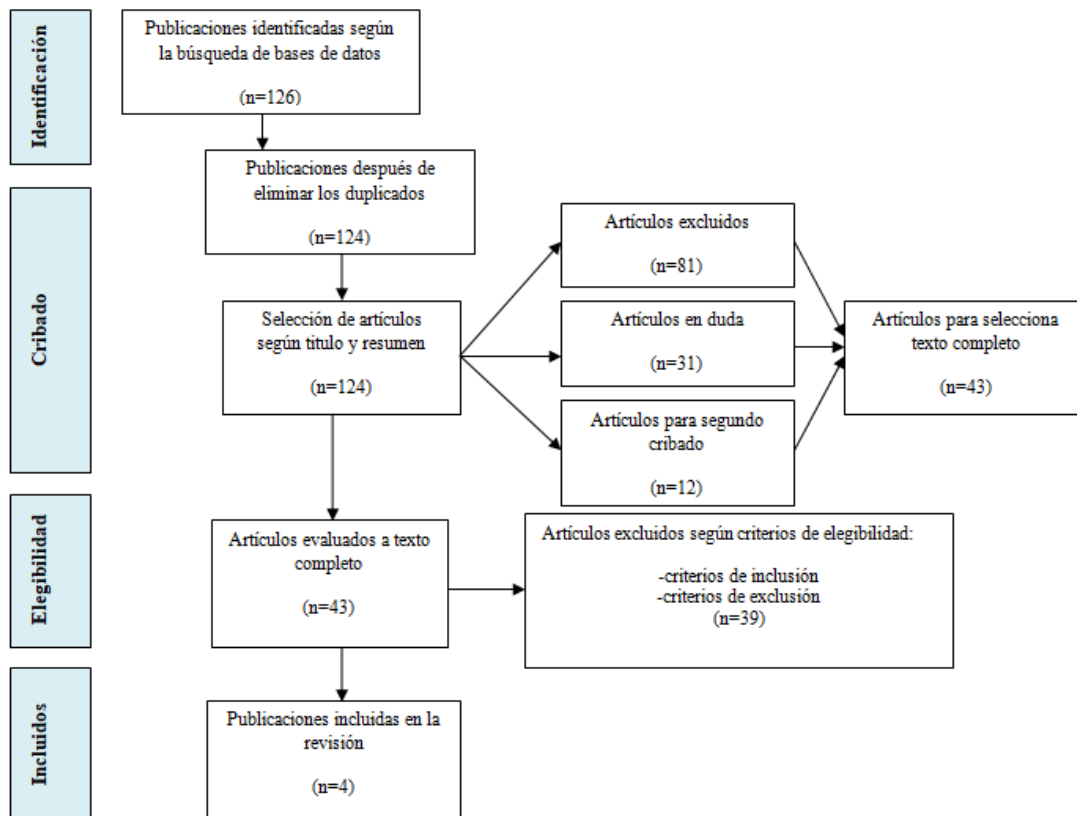 Identificación
Publicaciones identificadas según
la búsqueda de bases de datos
(n=126)
Publicaciones después de
eliminar los duplicados
(n=124)
Cribado
Selección de artículos
según titulo y resumen
(n=124)
Artículos excluidos
(n=81)
Artículos en duda
(n=31)
Artículos para segundo
cribado
(n=12)
Artículos para selecciona
texto completo
(n=43)
Elegibilidad
Artículos evaluados a texto
completo
(n=43)
Artículos excluidos según criterios de elegibilidad:
-criterios de inclusión
-criterios de exclusión
(n=39)
Incluidos
Publicaciones incluidas en la
revisión
(n=4)